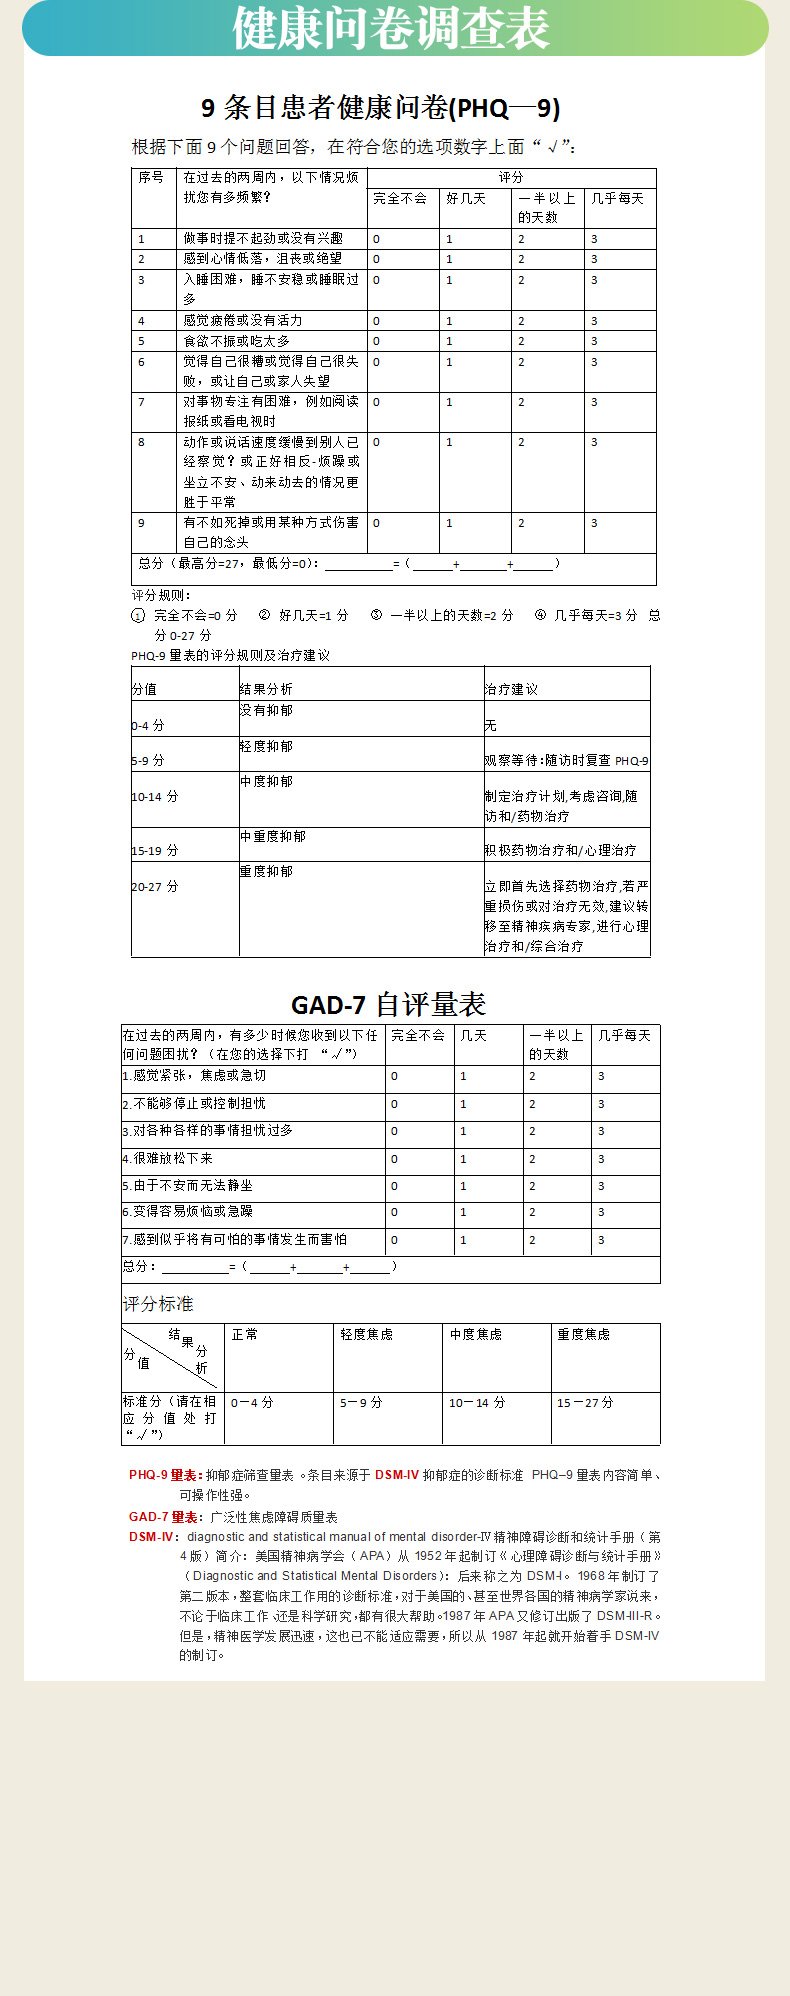 健康问卷调查表
9 条目患者健康问卷(PHQ—9)
根据下面 9 个问题回答，在符合您的选项数字上面“ √ ”：
序号 在过去的两周内，以下情况烦 评分
扰您有多频繁？ 完全不会 好几天 一半以上 几乎每天
的天数
1 做事时提不起劲或没有兴趣 0 1 2 3
2 感到心情低落，沮丧或绝望 0 1 2 3
3 入睡困难，睡不安稳或睡眠过 0 1 2 3
多
4 感觉疲倦或没有活力 0 1 2 3
5 食欲不振或吃太多 0 1 2 3
6 觉得自己很糟或觉得自己很失 0 1 2 3
败，或让自己或家人失望
7 对事物专注有困难，例如阅读 0 1 2 3
报纸或看电视时
8 动作或说话速度缓慢到别人已 0 1 2 3
经察觉？或正好相反-烦躁或
坐立不安、动来动去的情况更
胜于平常
9 有不如死掉或用某种方式伤害 0 1 2 3
自己的念头
总分（最高分=27，最低分=0）：__________=（______+_______+______）
评分规则：
① 完全不会=0 分 ② 好几天=1 分 ③ 一半以上的天数=2 分 ④ 几乎每天=3 分 总
分 0-27 分
PHQ-9 量表的评分规则及治疗建议
分值 结果分析 治疗建议
0-4 分 没有抑郁 无
5-9 分 轻度抑郁 观察等待:随访时复查 PHQ-9
10-14 分 中度抑郁 制定治疗计划,考虑咨询,随
访和/药物治疗
15-19 分 中重度抑郁 积极药物治疗和/心理治疗
20-27 分 重度抑郁 立即首先选择药物治疗,若严
重损伤或对治疗无效,建议转
移至精神疾病专家,进行心理
治疗和/综合治疗
GAD-7 自评量表
在过去的两周内，有多少时候您收到以下任 完全不会 几天 一半以上 几乎每天
何问题困扰？（在您的选择下打 “√”） 的天数
1.感觉紧张，焦虑或急切 0 1 2 3
2.不能够停止或控制担忧 0 1 2 3
3.对各种各样的事情担忧过多 0 1 2 3
4.很难放松下来 0 1 2 3
5.由于不安而无法静坐 0 1 2 3
6.变得容易烦恼或急躁 0 1 2 3
7.感到似乎将有可怕的事情发生而害怕 0 1 2 3
总分：__________=（______+_______+______）
评分标准
结果分析 分值 正常 轻度焦虑 中度焦虑 重度焦虑
标准分（请在相 0－4 分 5－9 分 10－14 分 15－27 分
应分值处打
“√”）
PHQ-9 量表：抑郁症筛查量表。条目来源于 DSM-IV 抑郁症的诊断标准 PHQ–9 量表内容简单、
可操作性强。
GAD-7 量表：广泛性焦虑障碍质量表
DSM-IV：diagnostic and statistical manual of mental disorder-IV 精神障碍诊断和统计手册（第
4 版）简介：美国精神病学会（APA）从 1952 年起制订《心理障碍诊断与统计手册》
（Diagnostic and Statistical Mental Disorders）：后来称之为 DSM-I。1968 年制订了
第二版本，整套临床工作用的诊断标准，对于美国的、甚至世界各国的精神病学家说来，
不论于临床工作、还是科学研究，都有很大帮助。1987 年 APA 又修订出版了 DSM-III-R。
但是，精神医学发展迅速，这也已不能适应需要，所以从 1987 年起就开始着手 DSM-IV
的制订。